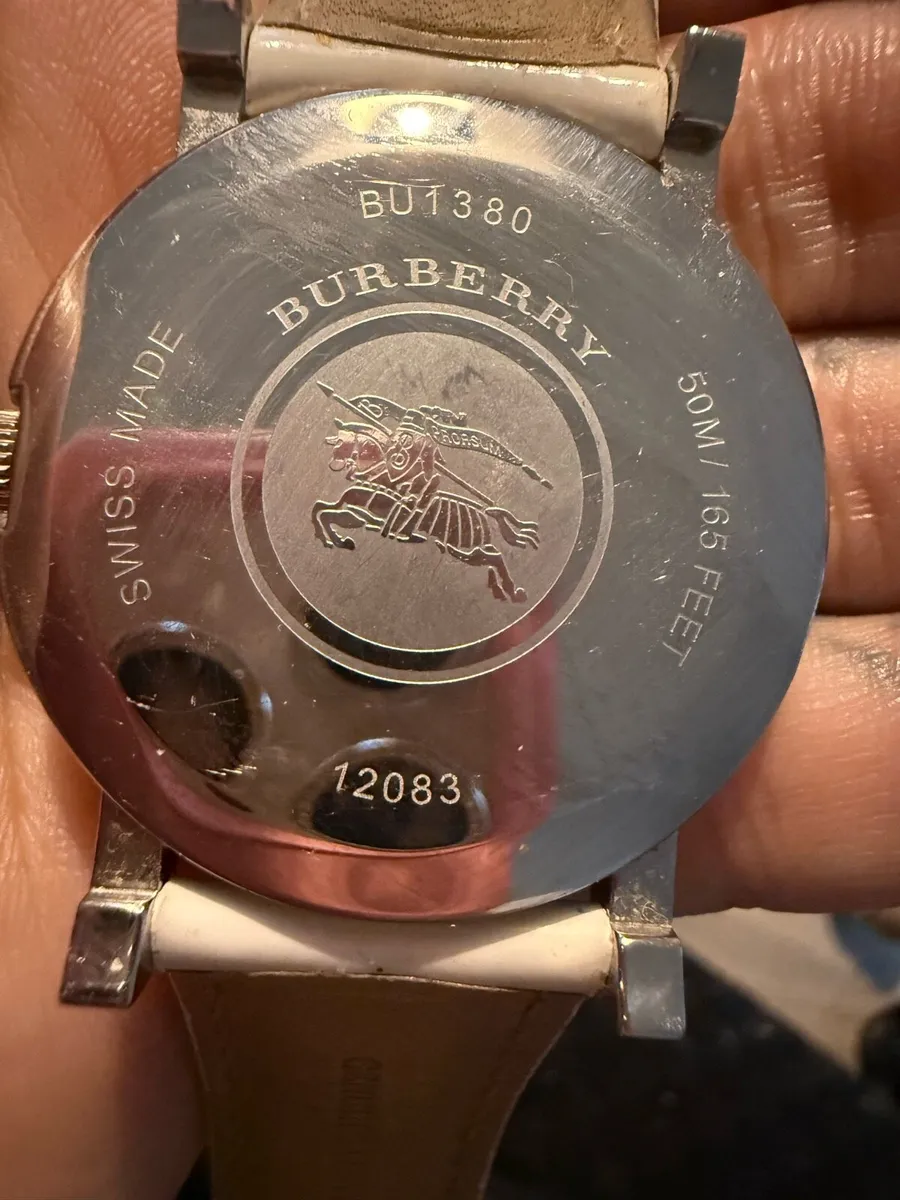 BU1380
BURBERRY
SWISS MADE
50M/165 FEET
PRORSUM
12083